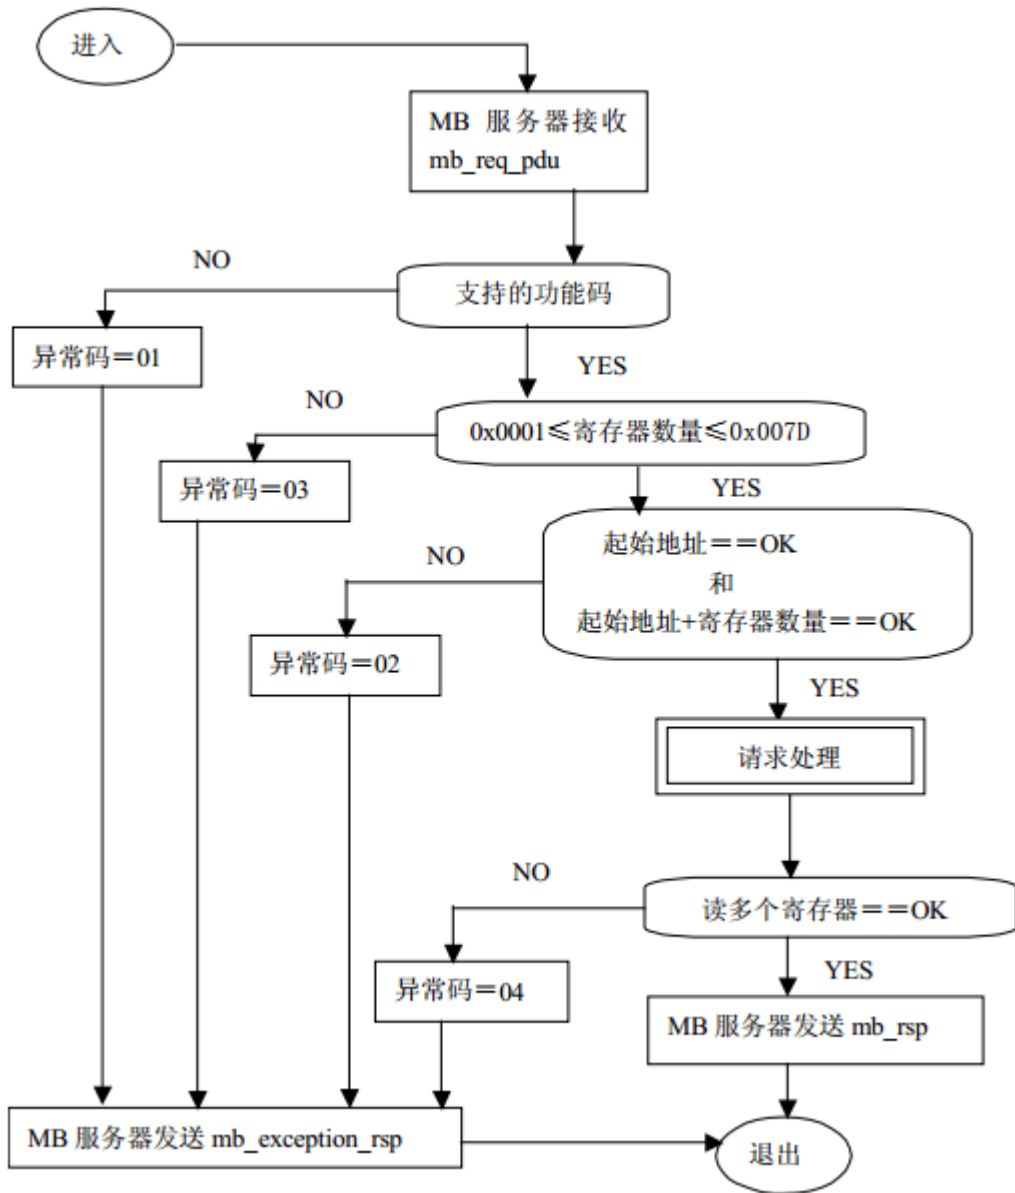 进入
MB 服务器接收
mb_req_pdu
NO
支持的功能码
异常码＝01
YES
NO
0x0001≤寄存器数量≤0x007D
异常码＝03
YES
起始地址＝＝OK
NO
和
起始地址+寄存器数量＝＝OK
异常码＝02
YES
请求处理
NO
读多个寄存器＝＝OK
YES
异常码＝04
MB 服务器发送 mb_rsp
MB 服务器发送 mb_exception_rsp
退出